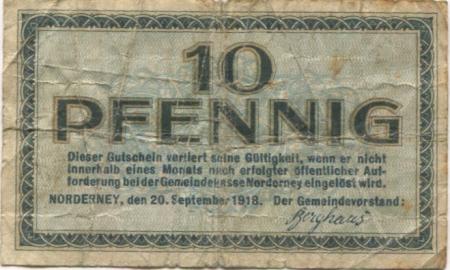 10
PFENNIG
Dieser Gutschein verliert seine Gültigkeit, wenn er nicht
innerhalb eines Monats nach erfolgter öffentlicher Auf-
forderung bei der Gemeindekasse Norderney eingelöst wird.
NORDERNEY, den 20. September 1918. Der Gemeindevorstand:
Berghaus